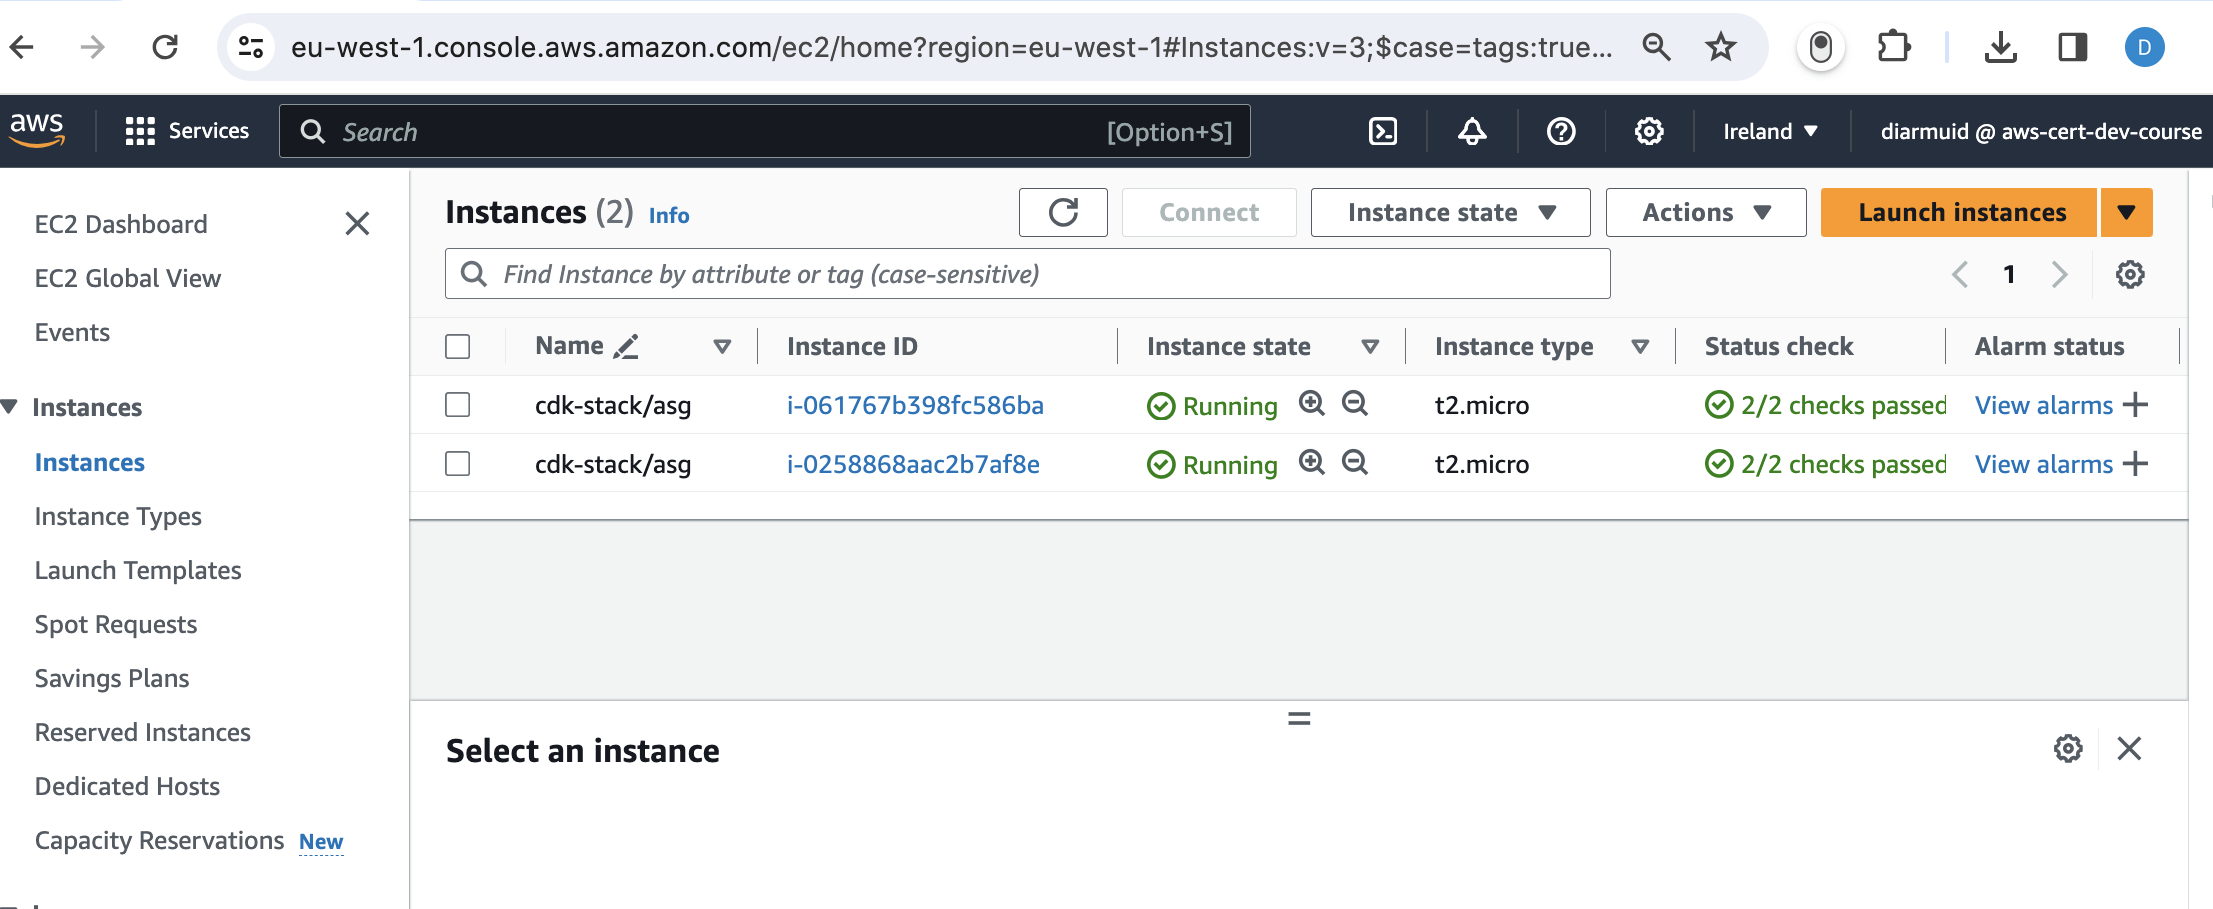 eu-west-1.console.aws.amazon.com/ec2/home?region=eu-west-1#Instances:v=3;$case=tags:true...
D
aws
Services
Search
[Option+S]
Ireland
diarmuid @ aws-cert-dev-course
EC2 Dashboard
EC2 Global View
Events
Instances
Instances
Instance Types
Launch Templates
Spot Requests
Savings Plans
Reserved Instances
Dedicated Hosts
Capacity Reservations New
Instances (2) Info
Connect
Instance state
Actions
Launch instances
Find Instance by attribute or tag (case-sensitive)
1
Name Instance ID Instance state Instance type Status check Alarm status
cdk-stack/asg i-061767b398fc586ba Running t2.micro 2/2 checks passed View alarms
cdk-stack/asg i-0258868aac2b7af8e Running t2.micro 2/2 checks passed View alarms
Select an instance